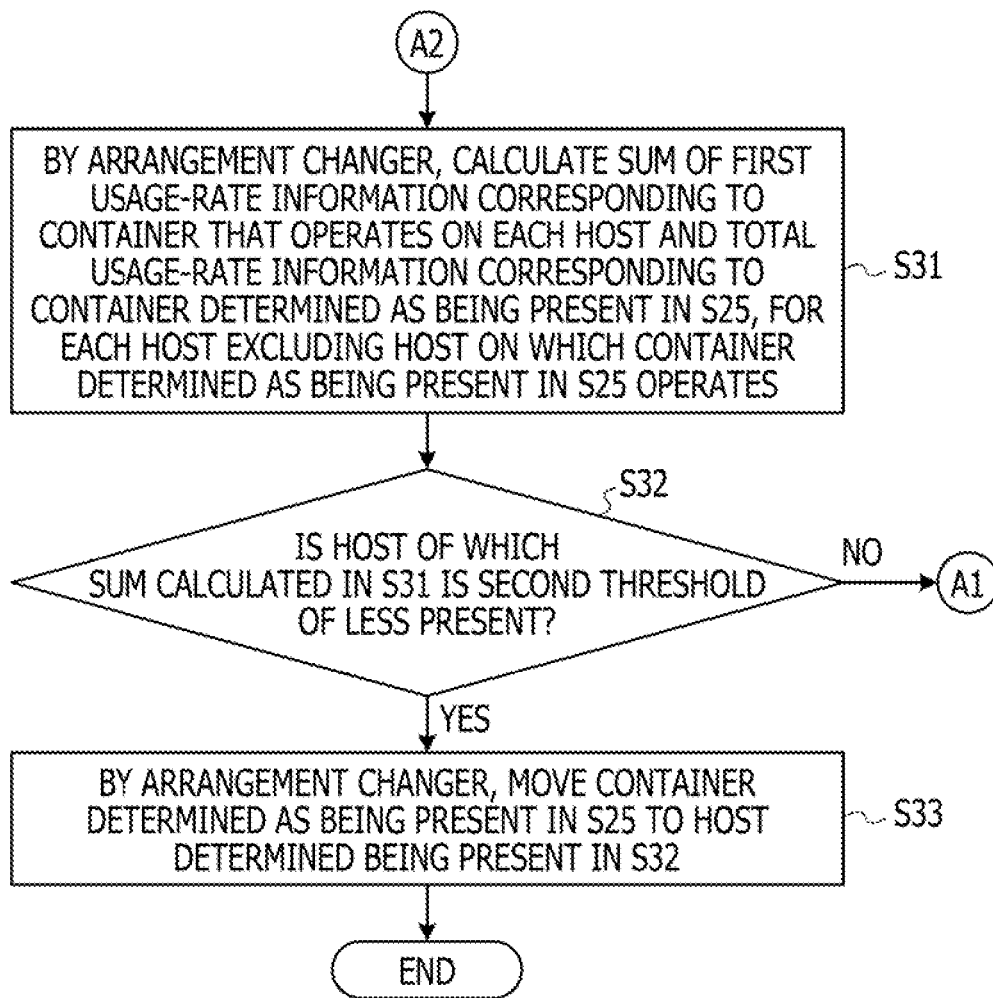 A2
BY ARRANGEMENT CHANGER, CALCULATE SUM OF FIRST
USAGE-RATE INFORMATION CORRESPONDING TO
CONTAINER THAT OPERATES ON EACH HOST AND TOTAL
USAGE-RATE INFORMATION CORRESPONDING TO
CONTAINER DETERMINED AS BEING PRESENT IN S25, FOR
EACH HOST EXCLUDING HOST ON WHICH CONTAINER
DETERMINED AS BEING PRESENT IN S25 OPERATES
S31
S32
IS HOST OF WHICH
SUM CALCULATED IN S31 IS SECOND THRESHOLD
OF LESS PRESENT?
NO
A1
YES
BY ARRANGEMENT CHANGER, MOVE CONTAINER
DETERMINED AS BEING PRESENT IN S25 TO HOST
DETERMINED BEING PRESENT IN S32
S33
END